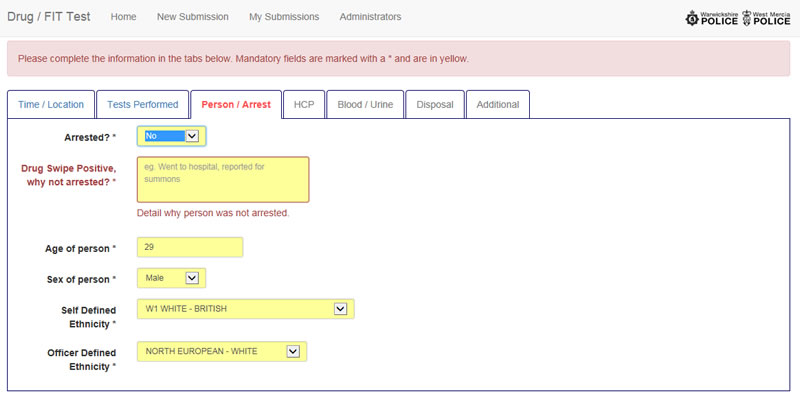 Drug / FIT Test Home New Submission My Submissions Administrators Warwickshire POLICE West Mercia POLICE
Please complete the information in the tabs below. Mandatory fields are marked with a * and are in yellow.
Time / Location Tests Performed Person / Arrest HCP Blood / Urine Disposal Additional
Arrested? * No
Drug Swipe Positive, why not arrested? *
eg. Went to hospital, reported for
summons
Detail why person was not arrested.
Age of person * 29
Sex of person * Male
Self Defined
Ethnicity *
W1 WHITE - BRITISH
Officer Defined
Ethnicity *
NORTH EUROPEAN - WHITE